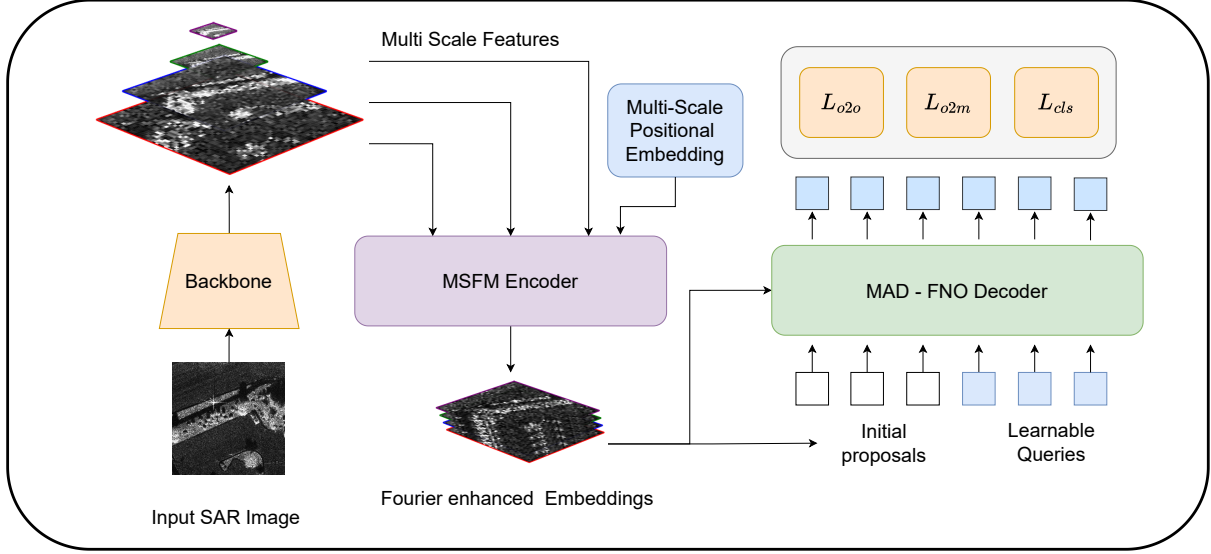 Multi Scale Features
Multi-Scale
Positional
Embedding
L_{o2o}
L_{o2m}
L_{cls}
Backbone
MSFM Encoder
MAD - FNO Decoder
Initial
proposals
Learnable
Queries
Input SAR Image
Fourier enhanced Embeddings